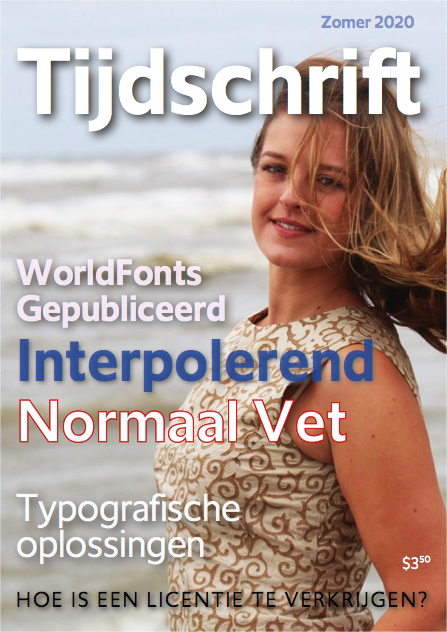 Zomer 2020
Tijdschrift
WorldFonts
Gepubliceerd
Interpolerend
Normaal Vet
Typografische
oplossingen
$3⁵⁰
HOE IS EEN LICENTIE TE VERKRIJGEN?